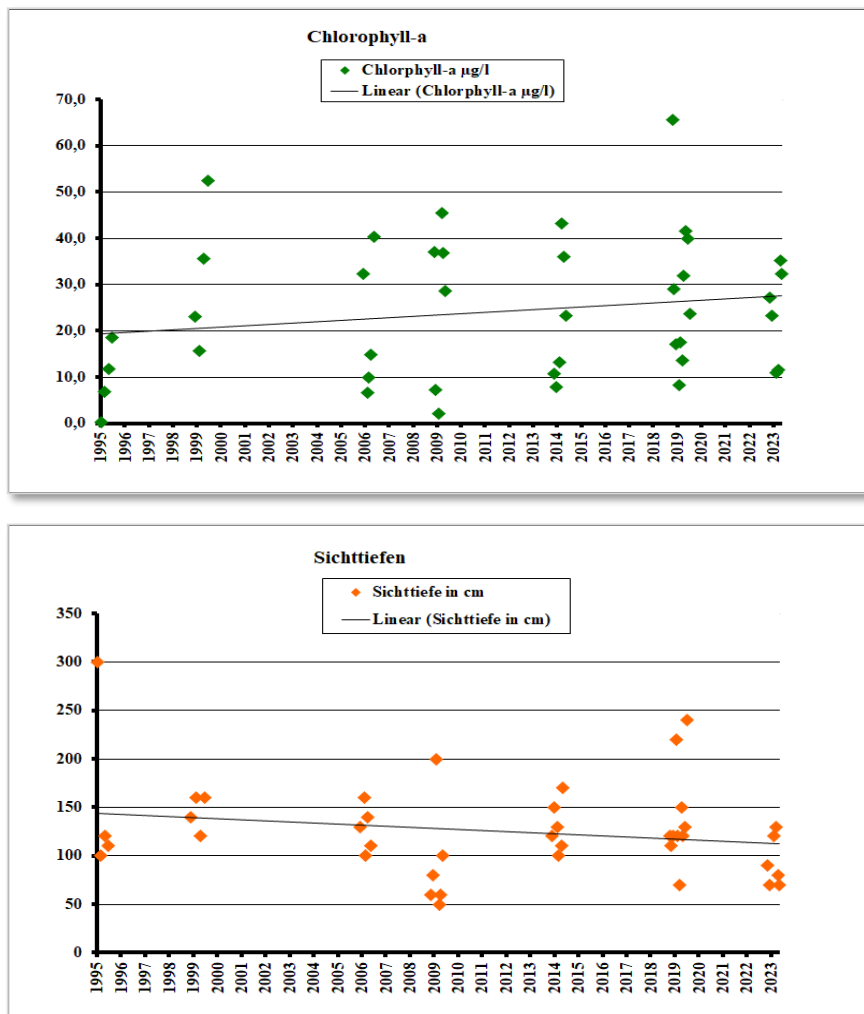 Chlorophyll-a
Chlorphyll-a µg/l
Linear (Chlorphyll-a µg/l)
70,0
60,0
50,0
40,0
30,0
20,0
10,0
0,0
1995 1996 1997 1998 1999 2000 2001 2002 2003 2004 2005 2006 2007 2009 2010 2011 2012 2013 2014 2015 2016 2017 2018 2019 2020 2021 2022 2023
Sichttiefen
Sichttiefe in cm
Linear (Sichttiefe in cm)
350
300
250
200
150
100
50
0
1995 1996 1997 1998 1999 2000 2001 2002 2003 2004 2005 2006 2007 2009 2010 2011 2012 2013 2014 2015 2016 2017 2018 2019 2020 2021 2022 2023